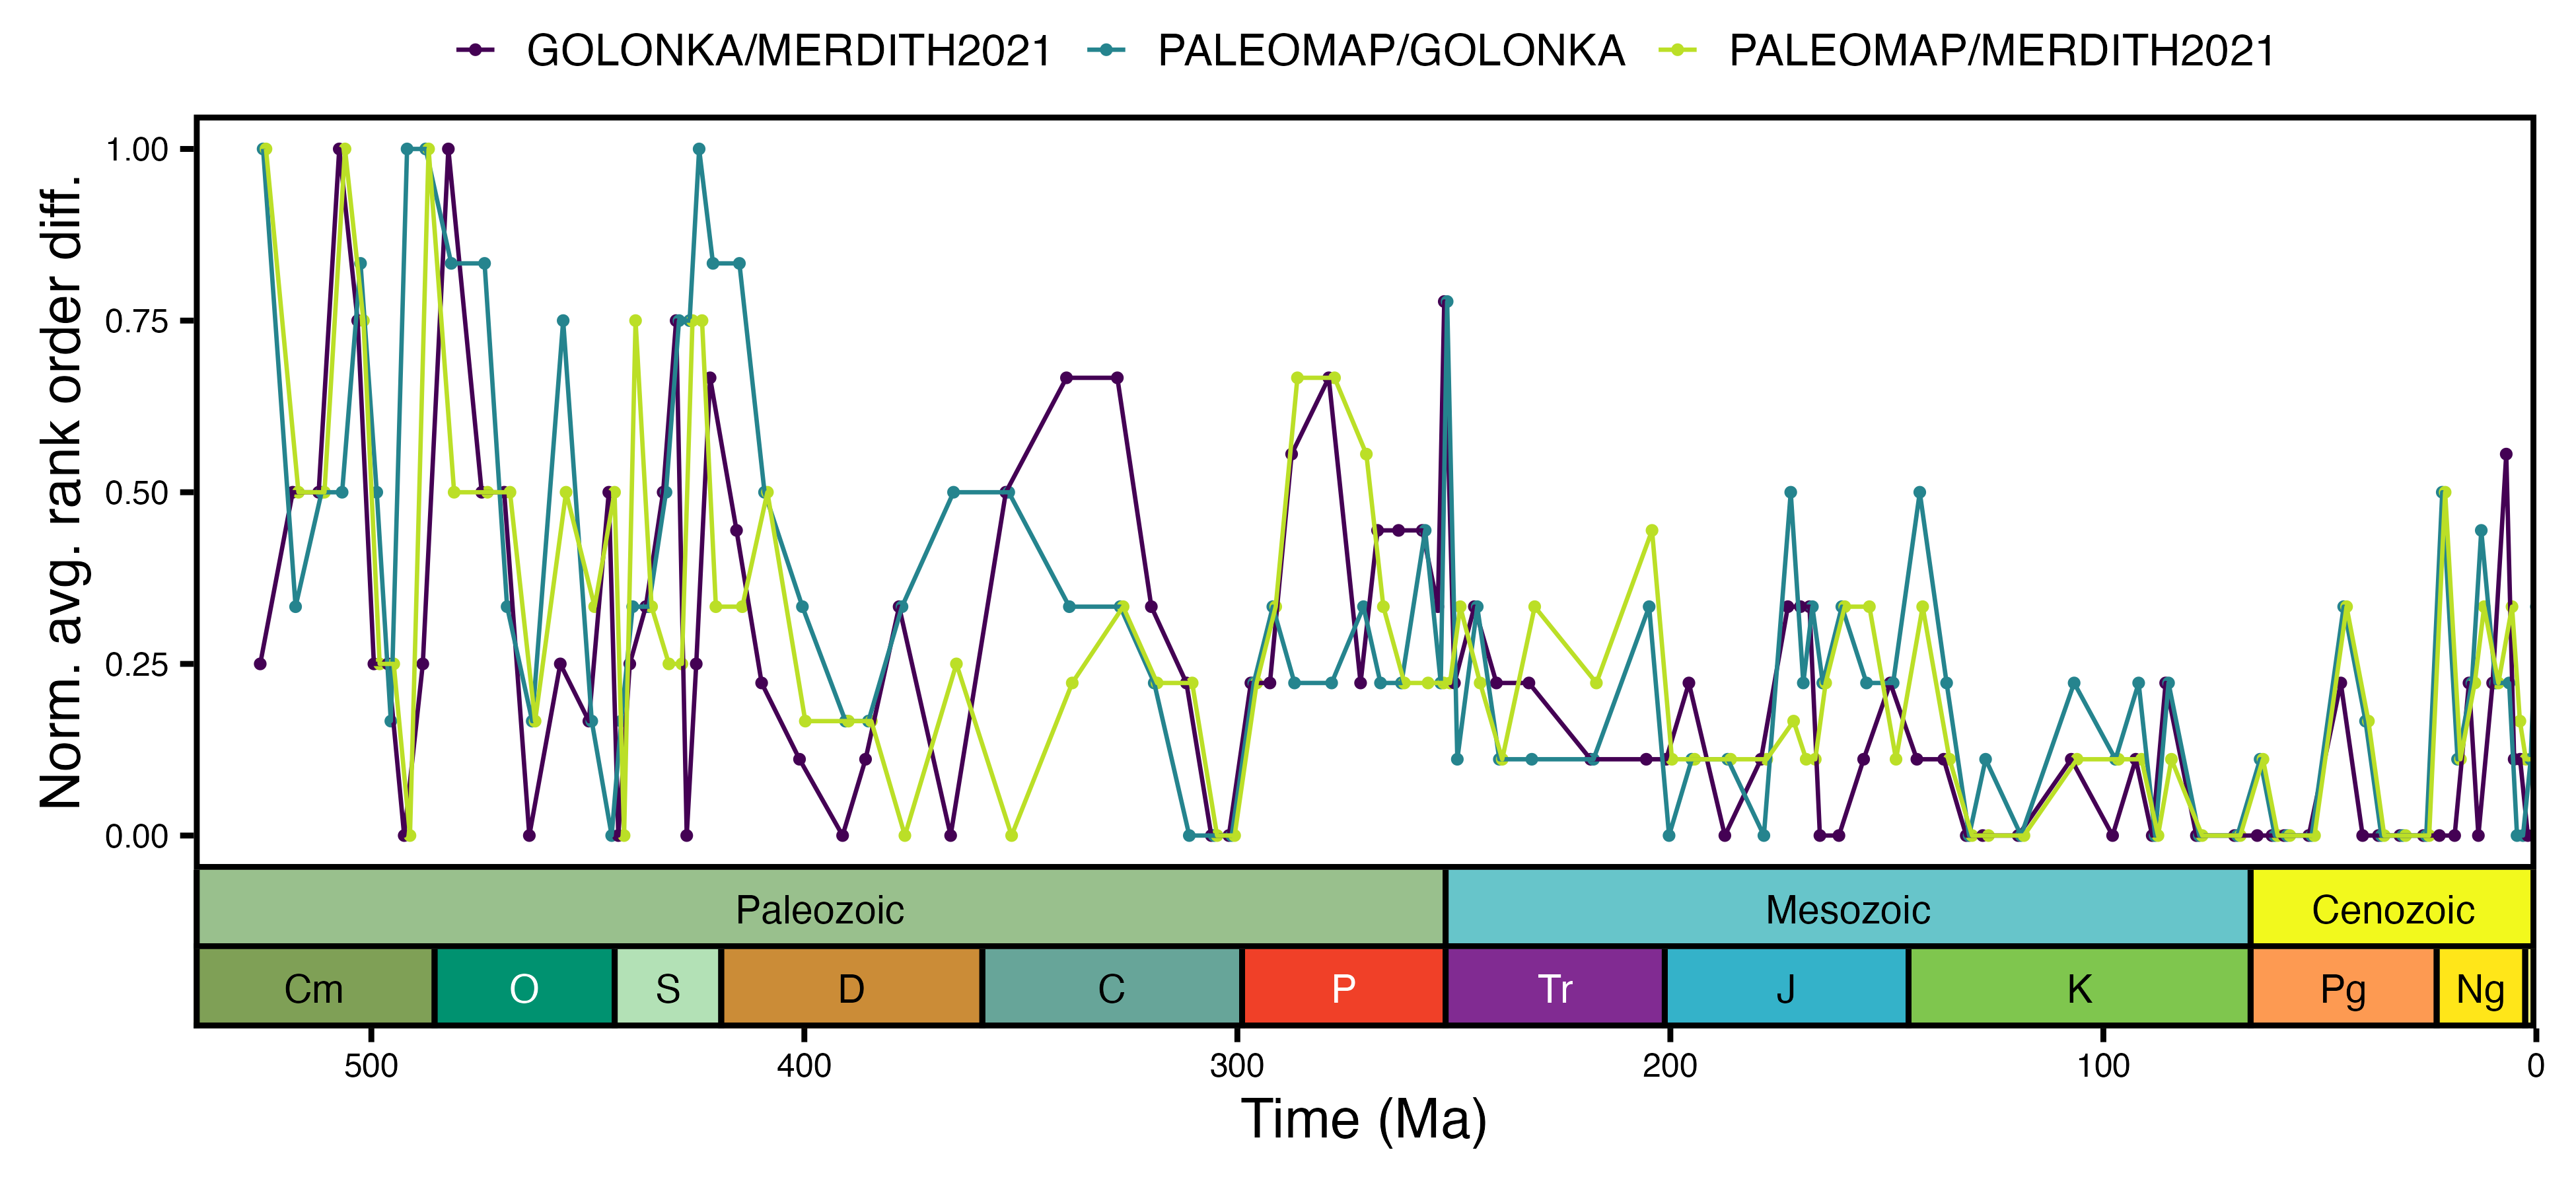 GOLONKA/MERDITH2021 PALEOMAP/GOLONKA PALEOMAP/MERDITH2021
Norm. avg. rank order diff.
1.00
0.75
0.50
0.25
0.00
Paleozoic Mesozoic Cenozoic
Cm O S D C P Tr J K Pg Ng
500 400 300 200 100 0
Time (Ma)